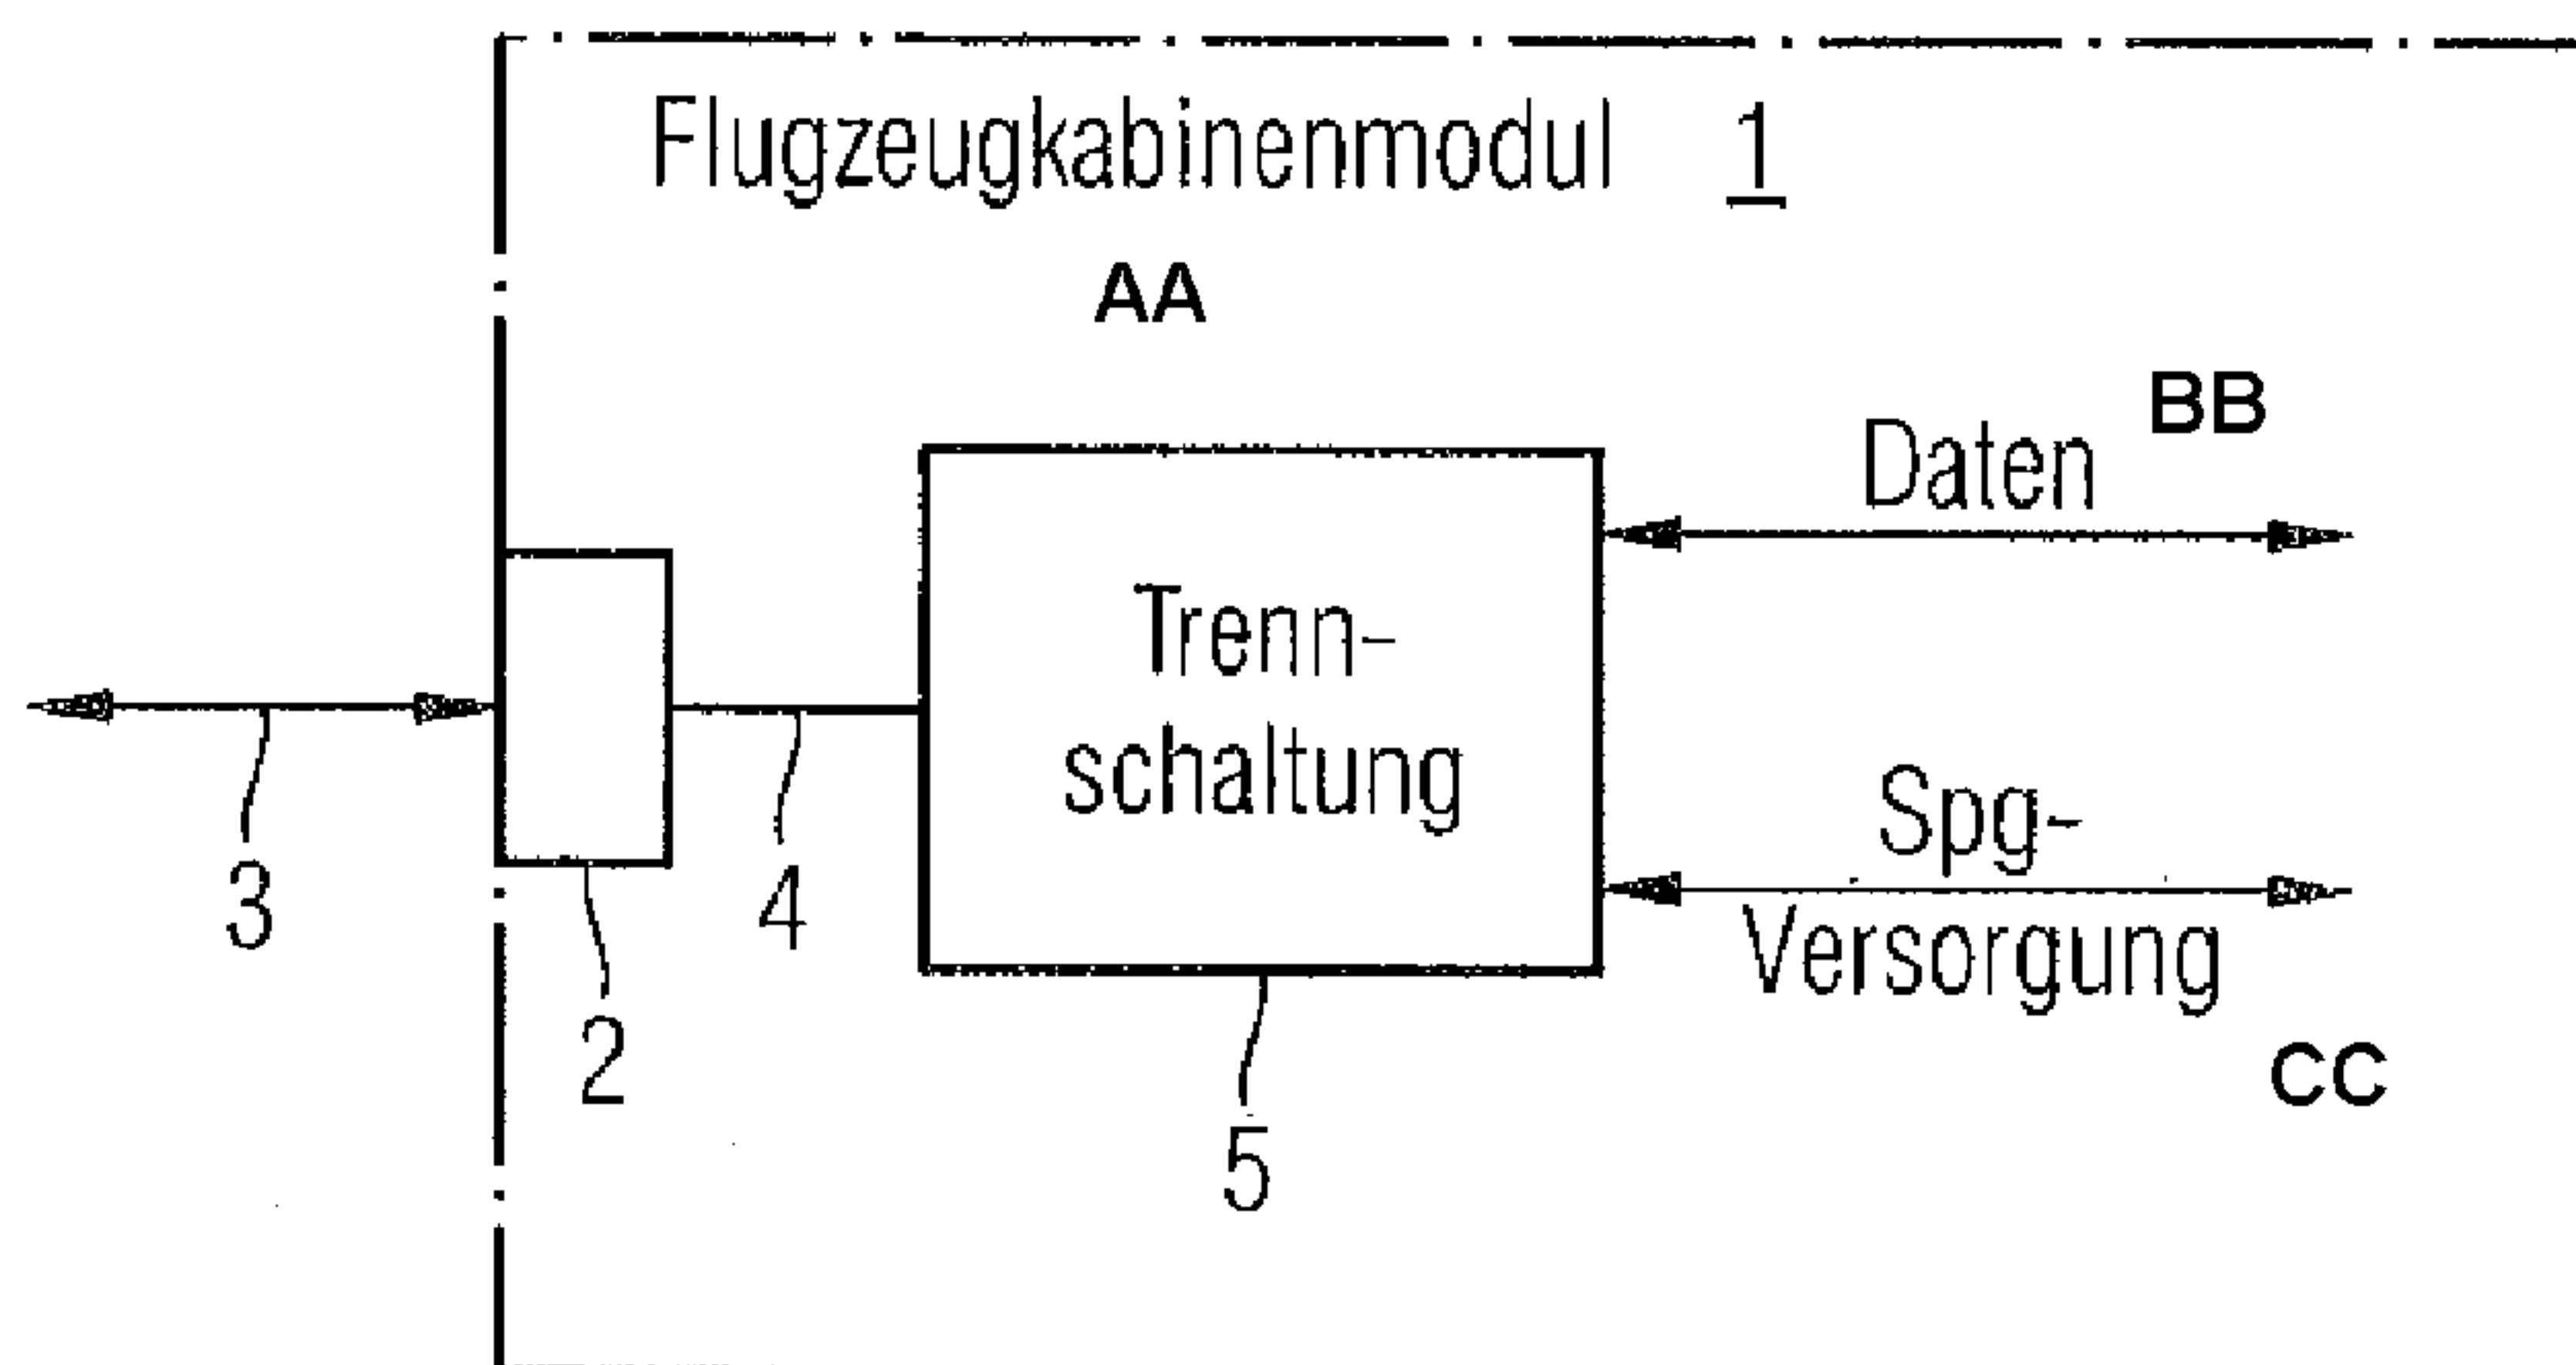 Flugzeugkabinenmodul 1
AA
BB
Daten
Trenn-
schaltung
Spg-
Versorgung
3
4
2
CC
5